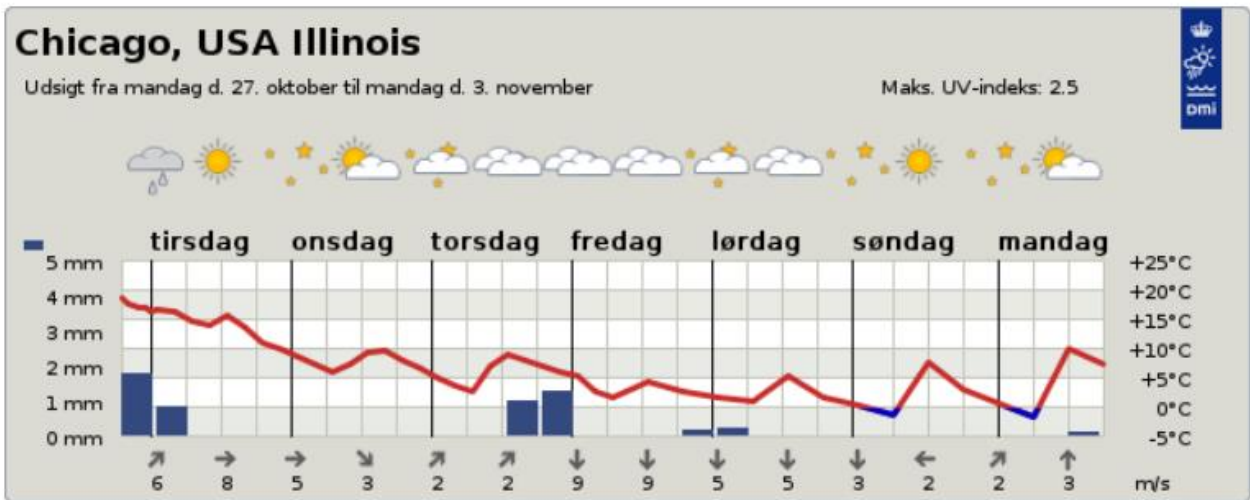 Chicago, USA Illinois
Udsigt fra mandag d. 27. oktober til mandag d. 3. november Maks. UV-indeks: 2.5
DMI
tirsdag onsdag torsdag fredag lørdag søndag mandag
5 mm +25°C
4 mm +20°C
3 mm +15°C
2 mm +10°C
1 mm +5°C
0 mm 0°C
-5°C
6 8 5 3 2 2 9 9 5 5 3 2 2 3 m/s